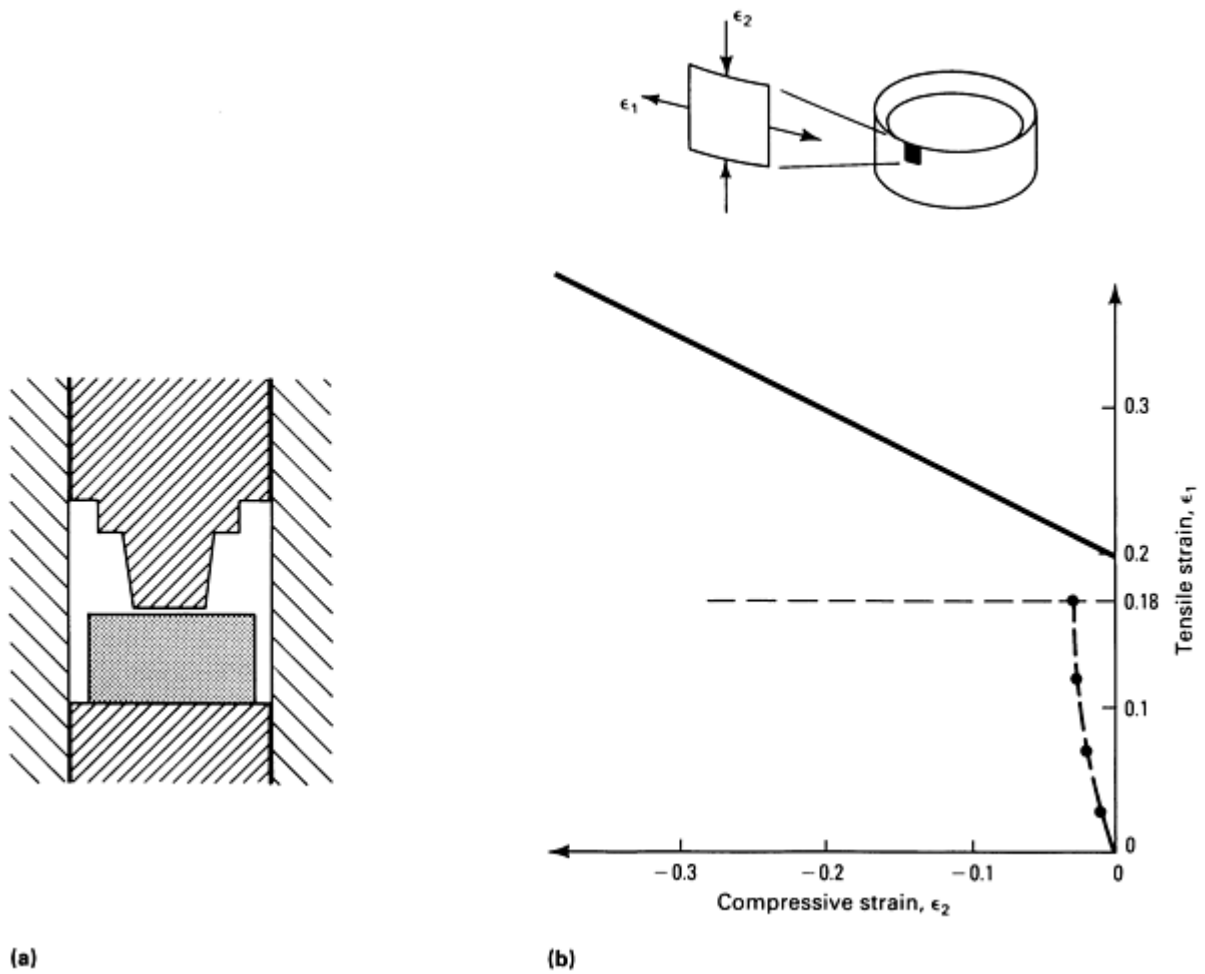 ϵ2
ϵ1
0.3
0.2
0.18
0.1
0
Tensile strain, ϵ1
−0.3
−0.2
−0.1
0
Compressive strain, ϵ2
(a)
(b)